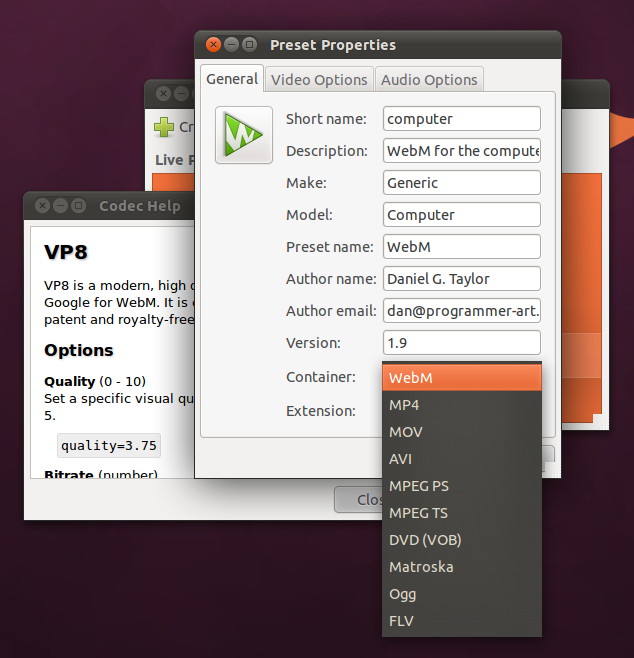 Preset Properties
General
Video Options
Audio Options
Short name:
computer
Description:
WebM for the compute
Make:
Generic
Model:
Computer
Preset name:
WebM
Author name:
Daniel G. Taylor
Author email:
dan@programmer-art.
Version:
1.9
Container:
Extension:
WebM
MP4
MOV
AVI
MPEG PS
MPEG TS
DVD (VOB)
Matroska
Ogg
FLV
Cr
Live
Codec Help
VP8
VP8 is a modern, high
Google for WebM. It is
patent and royalty-free
Options
Quality (0 - 10)
Set a specific visual qu
5.
quality=3.75
Bitrate (number)
Clos